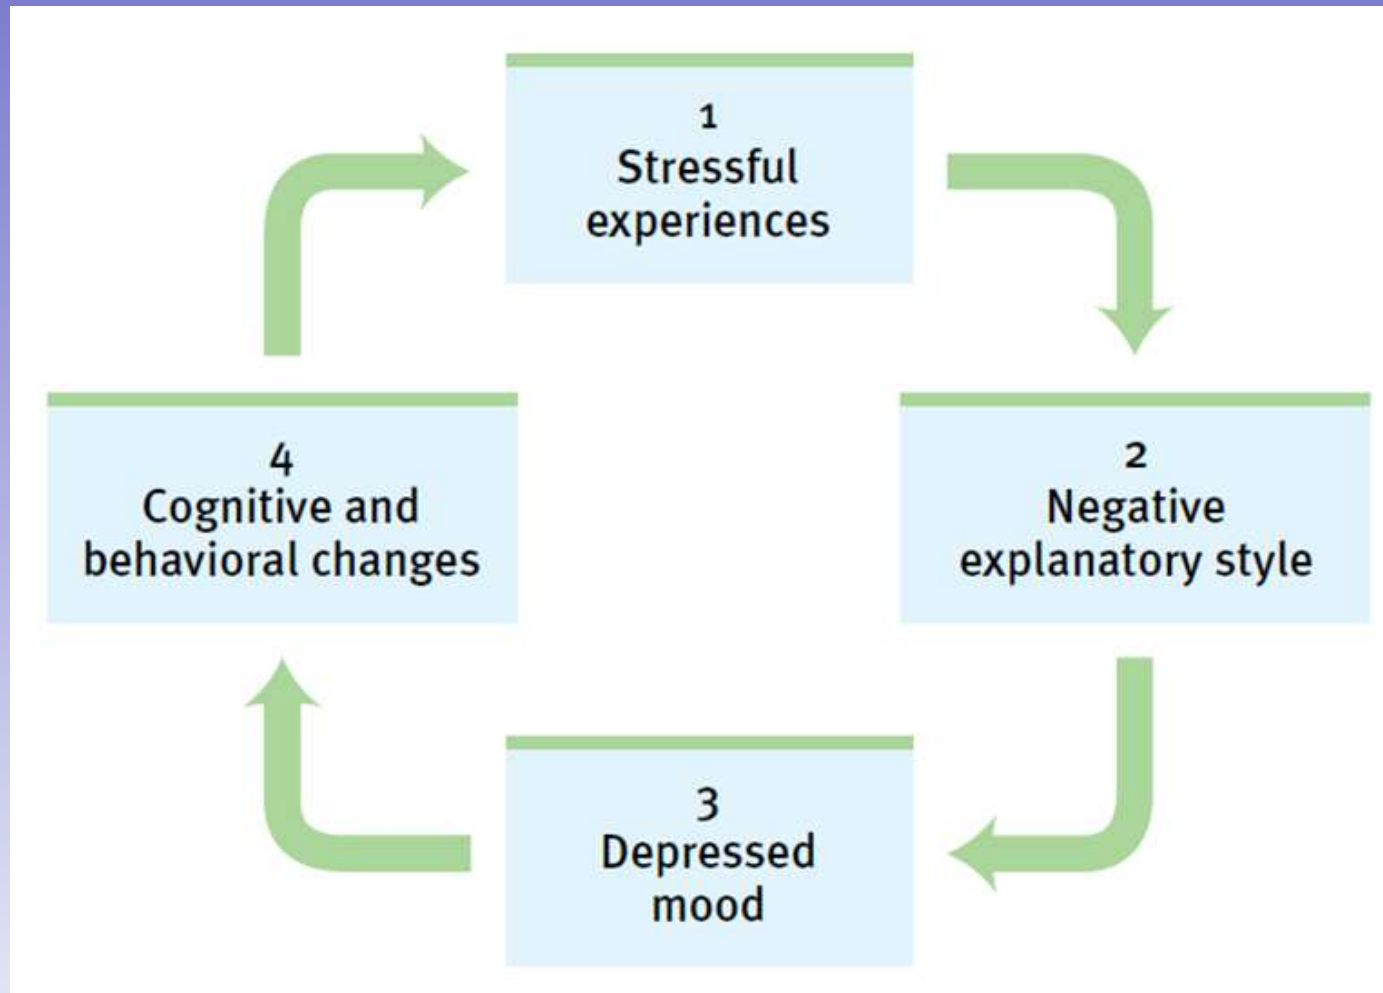 1
Stressful
experiences
2
Negative
explanatory style
3
Depressed
mood
4
Cognitive and
behavioral changes